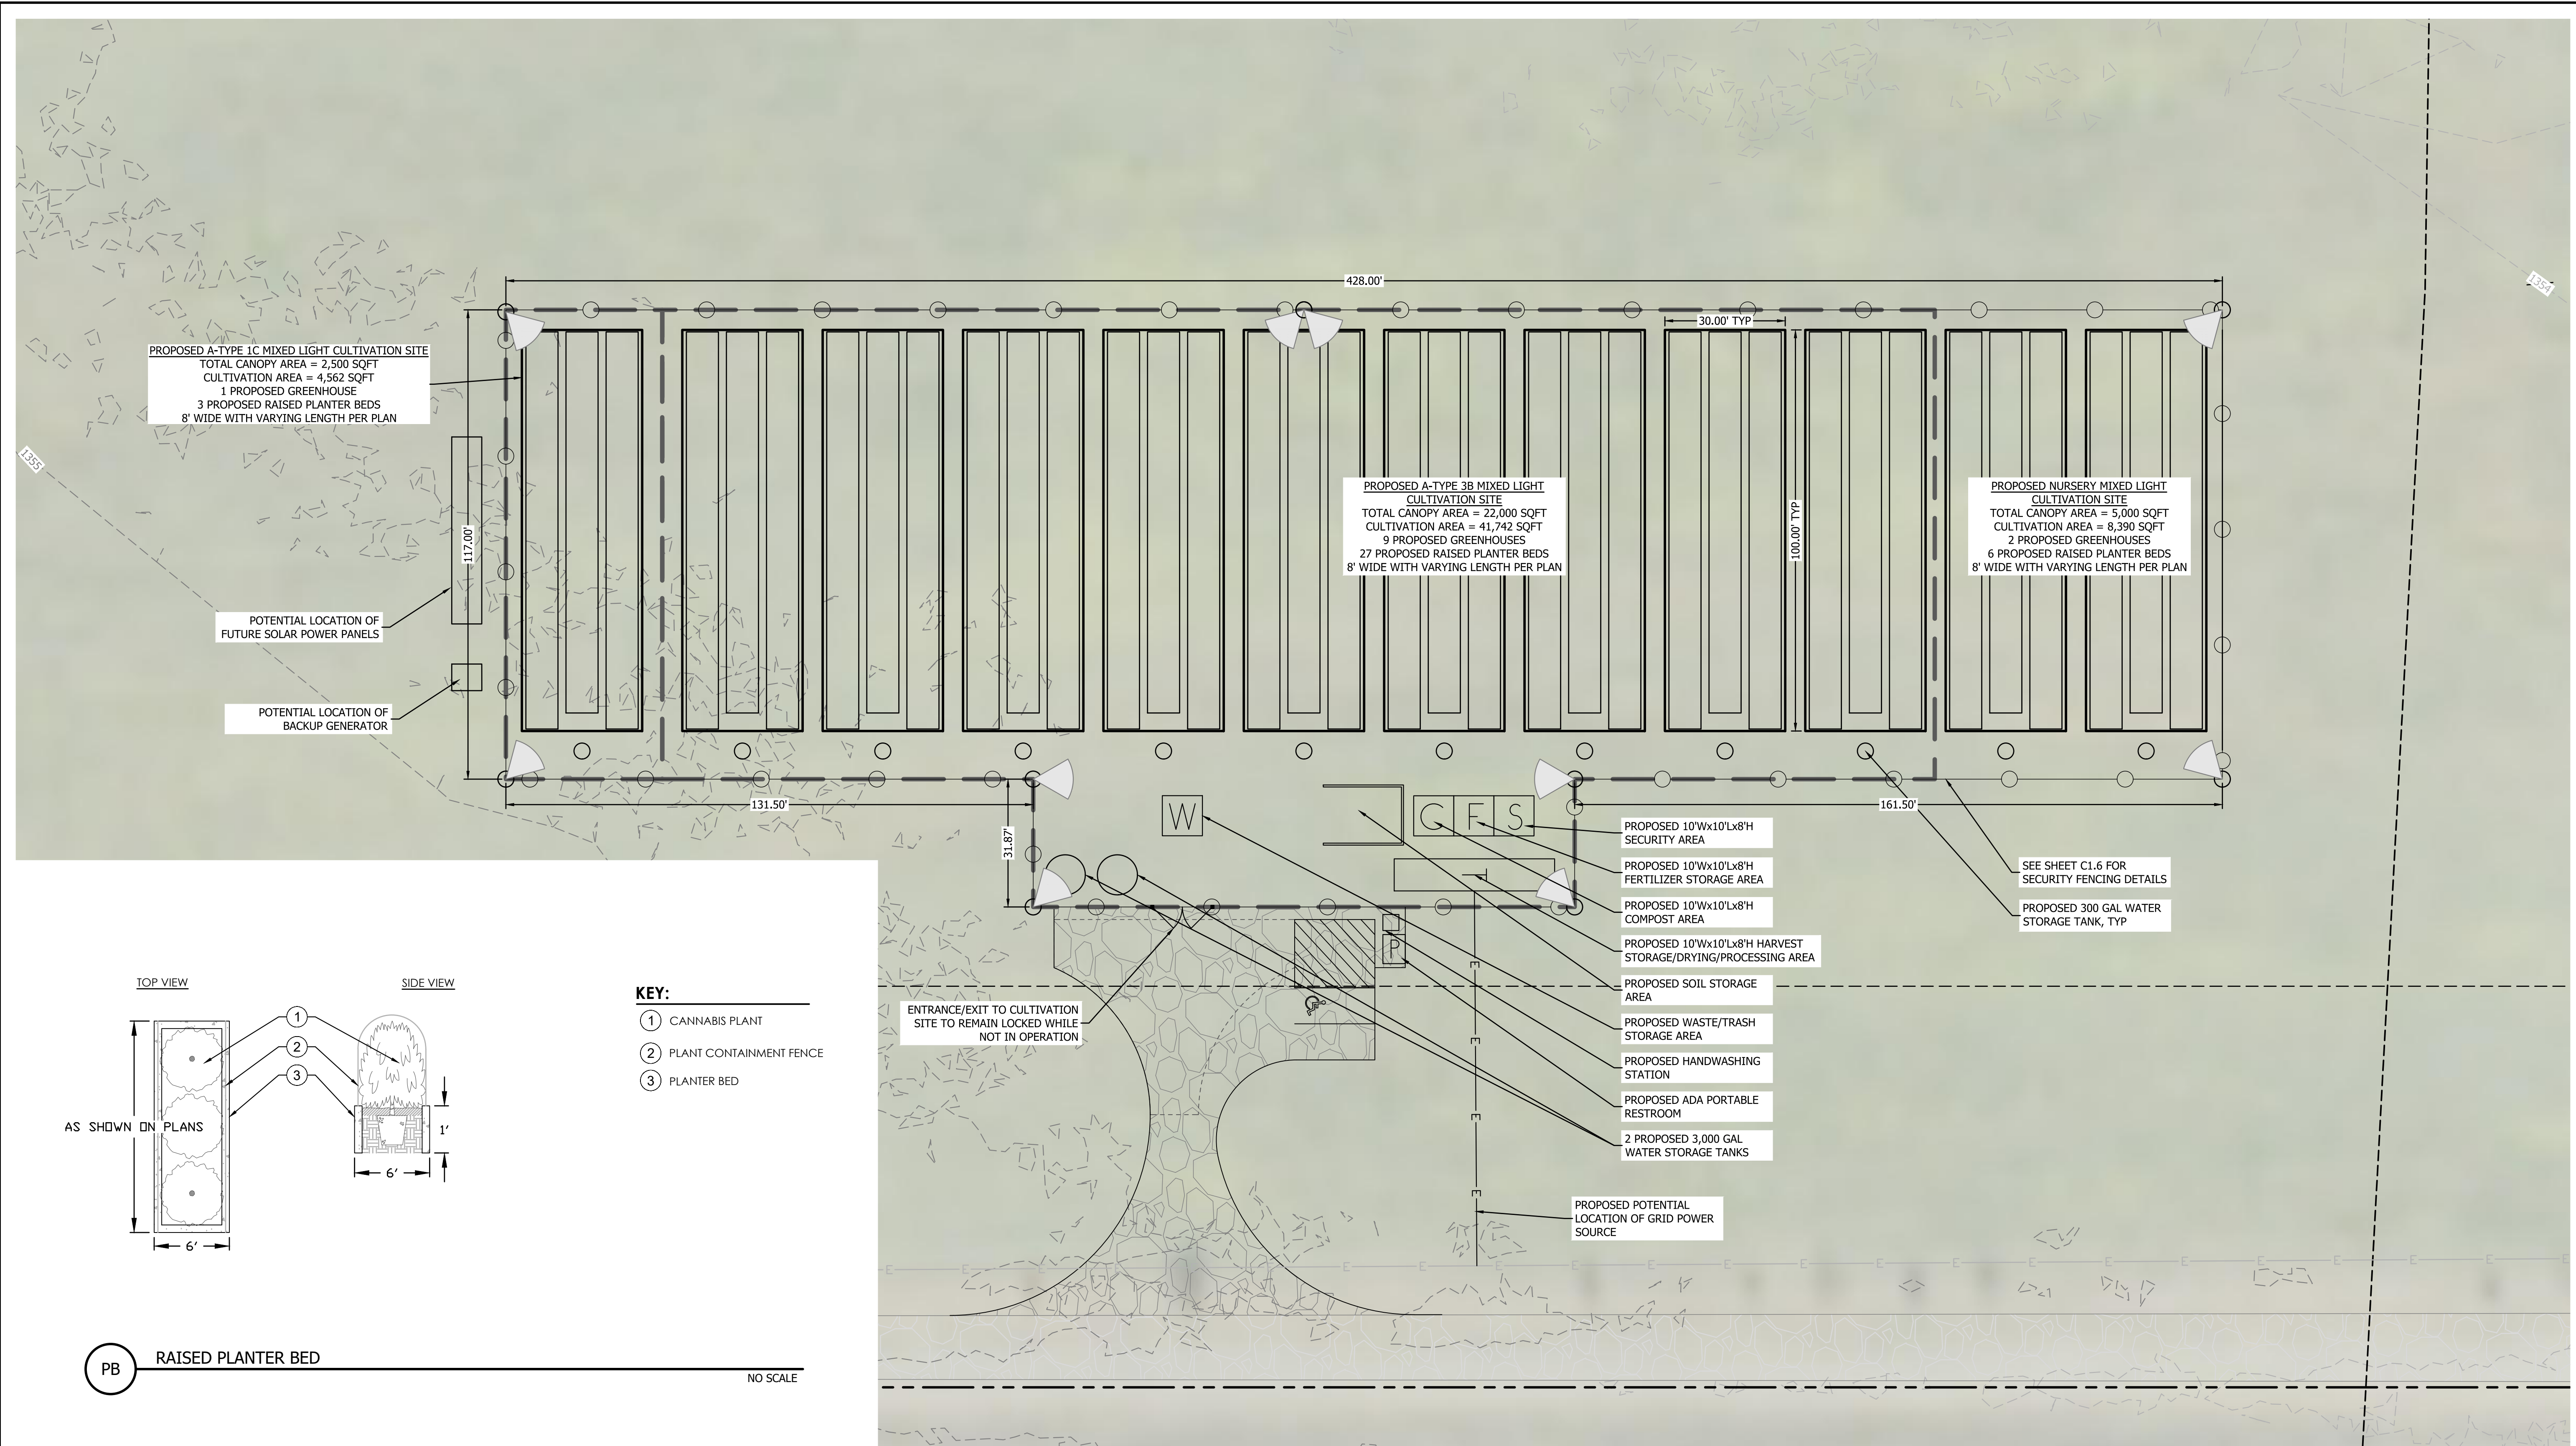 428.00'
1354
30.00' TYP
PROPOSED A-TYPE 1C MIXED LIGHT CULTIVATION SITE
TOTAL CANOPY AREA = 2,500 SQFT
CULTIVATION AREA = 4,562 SQFT
1 PROPOSED GREENHOUSE
3 PROPOSED RAISED PLANTER BEDS
8' WIDE WITH VARYING LENGTH PER PLAN
1355
117.00'
PROPOSED A-TYPE 3B MIXED LIGHT
CULTIVATION SITE
TOTAL CANOPY AREA = 22,000 SQFT
CULTIVATION AREA = 41,742 SQFT
9 PROPOSED GREENHOUSES
27 PROPOSED RAISED PLANTER BEDS
8' WIDE WITH VARYING LENGTH PER PLAN
100.00' TYP
PROPOSED NURSERY MIXED LIGHT
CULTIVATION SITE
TOTAL CANOPY AREA = 5,000 SQFT
CULTIVATION AREA = 8,390 SQFT
2 PROPOSED GREENHOUSES
6 PROPOSED RAISED PLANTER BEDS
8' WIDE WITH VARYING LENGTH PER PLAN
POTENTIAL LOCATION OF
FUTURE SOLAR POWER PANELS
POTENTIAL LOCATION OF
BACKUP GENERATOR
131.50'
161.50'
31.87'
W
C F S
T
P
PROPOSED 10'Wx10'Lx8'H
SECURITY AREA
PROPOSED 10'Wx10'Lx8'H
FERTILIZER STORAGE AREA
PROPOSED 10'Wx10'Lx8'H
COMPOST AREA
PROPOSED 10'Wx10'Lx8'H HARVEST
STORAGE/DRYING/PROCESSING AREA
PROPOSED SOIL STORAGE
AREA
PROPOSED WASTE/TRASH
STORAGE AREA
PROPOSED HANDWASHING
STATION
PROPOSED ADA PORTABLE
RESTROOM
2 PROPOSED 3,000 GAL
WATER STORAGE TANKS
SEE SHEET C1.6 FOR
SECURITY FENCING DETAILS
PROPOSED 300 GAL WATER
STORAGE TANK, TYP
ENTRANCE/EXIT TO CULTIVATION
SITE TO REMAIN LOCKED WHILE
NOT IN OPERATION
PROPOSED POTENTIAL
LOCATION OF GRID POWER
SOURCE
E
E
E
E
E E E E E E E E E E E E E E E E
TOP VIEW
SIDE VIEW
1
2
3
AS SHOWN ON PLANS
6'
1'
6'
KEY:
1 CANNABIS PLANT
2 PLANT CONTAINMENT FENCE
3 PLANTER BED
PB
RAISED PLANTER BED
NO SCALE